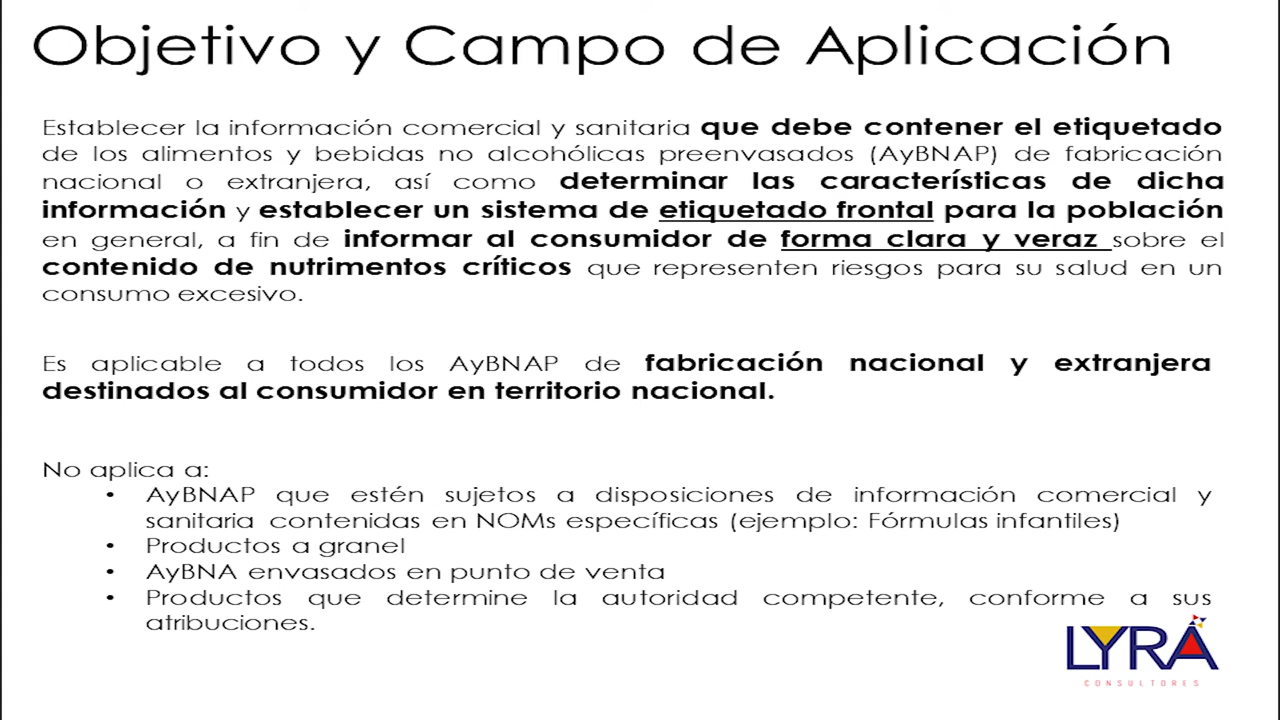 Objetivo y Campo de Aplicación
Establecer la información comercial y sanitaria que debe contener el etiquetado
de los alimentos y bebidas no alcohólicas preenvasados (AyBNAP) de fabricación
nacional o extranjera, así como determinar las características de dicha
información y establecer un sistema de etiquetado frontal para la población
en general, a fin de informar al consumidor de forma clara y veraz sobre el
contenido de nutrimentos críticos que representen riesgos para su salud en un
consumo excesivo.
Es aplicable a todos los AyBNAP de fabricación nacional y extranjera
destinados al consumidor en territorio nacional.
No aplica a:
• AyBNAP que estén sujetos a disposiciones de información comercial y
sanitaria contenidas en NOMs específicas (ejemplo: Fórmulas infantiles)
• Productos a granel
• AyBNA envasados en punto de venta
• Productos que determine la autoridad competente, conforme a sus
atribuciones.
LYRA
CONSULTORES